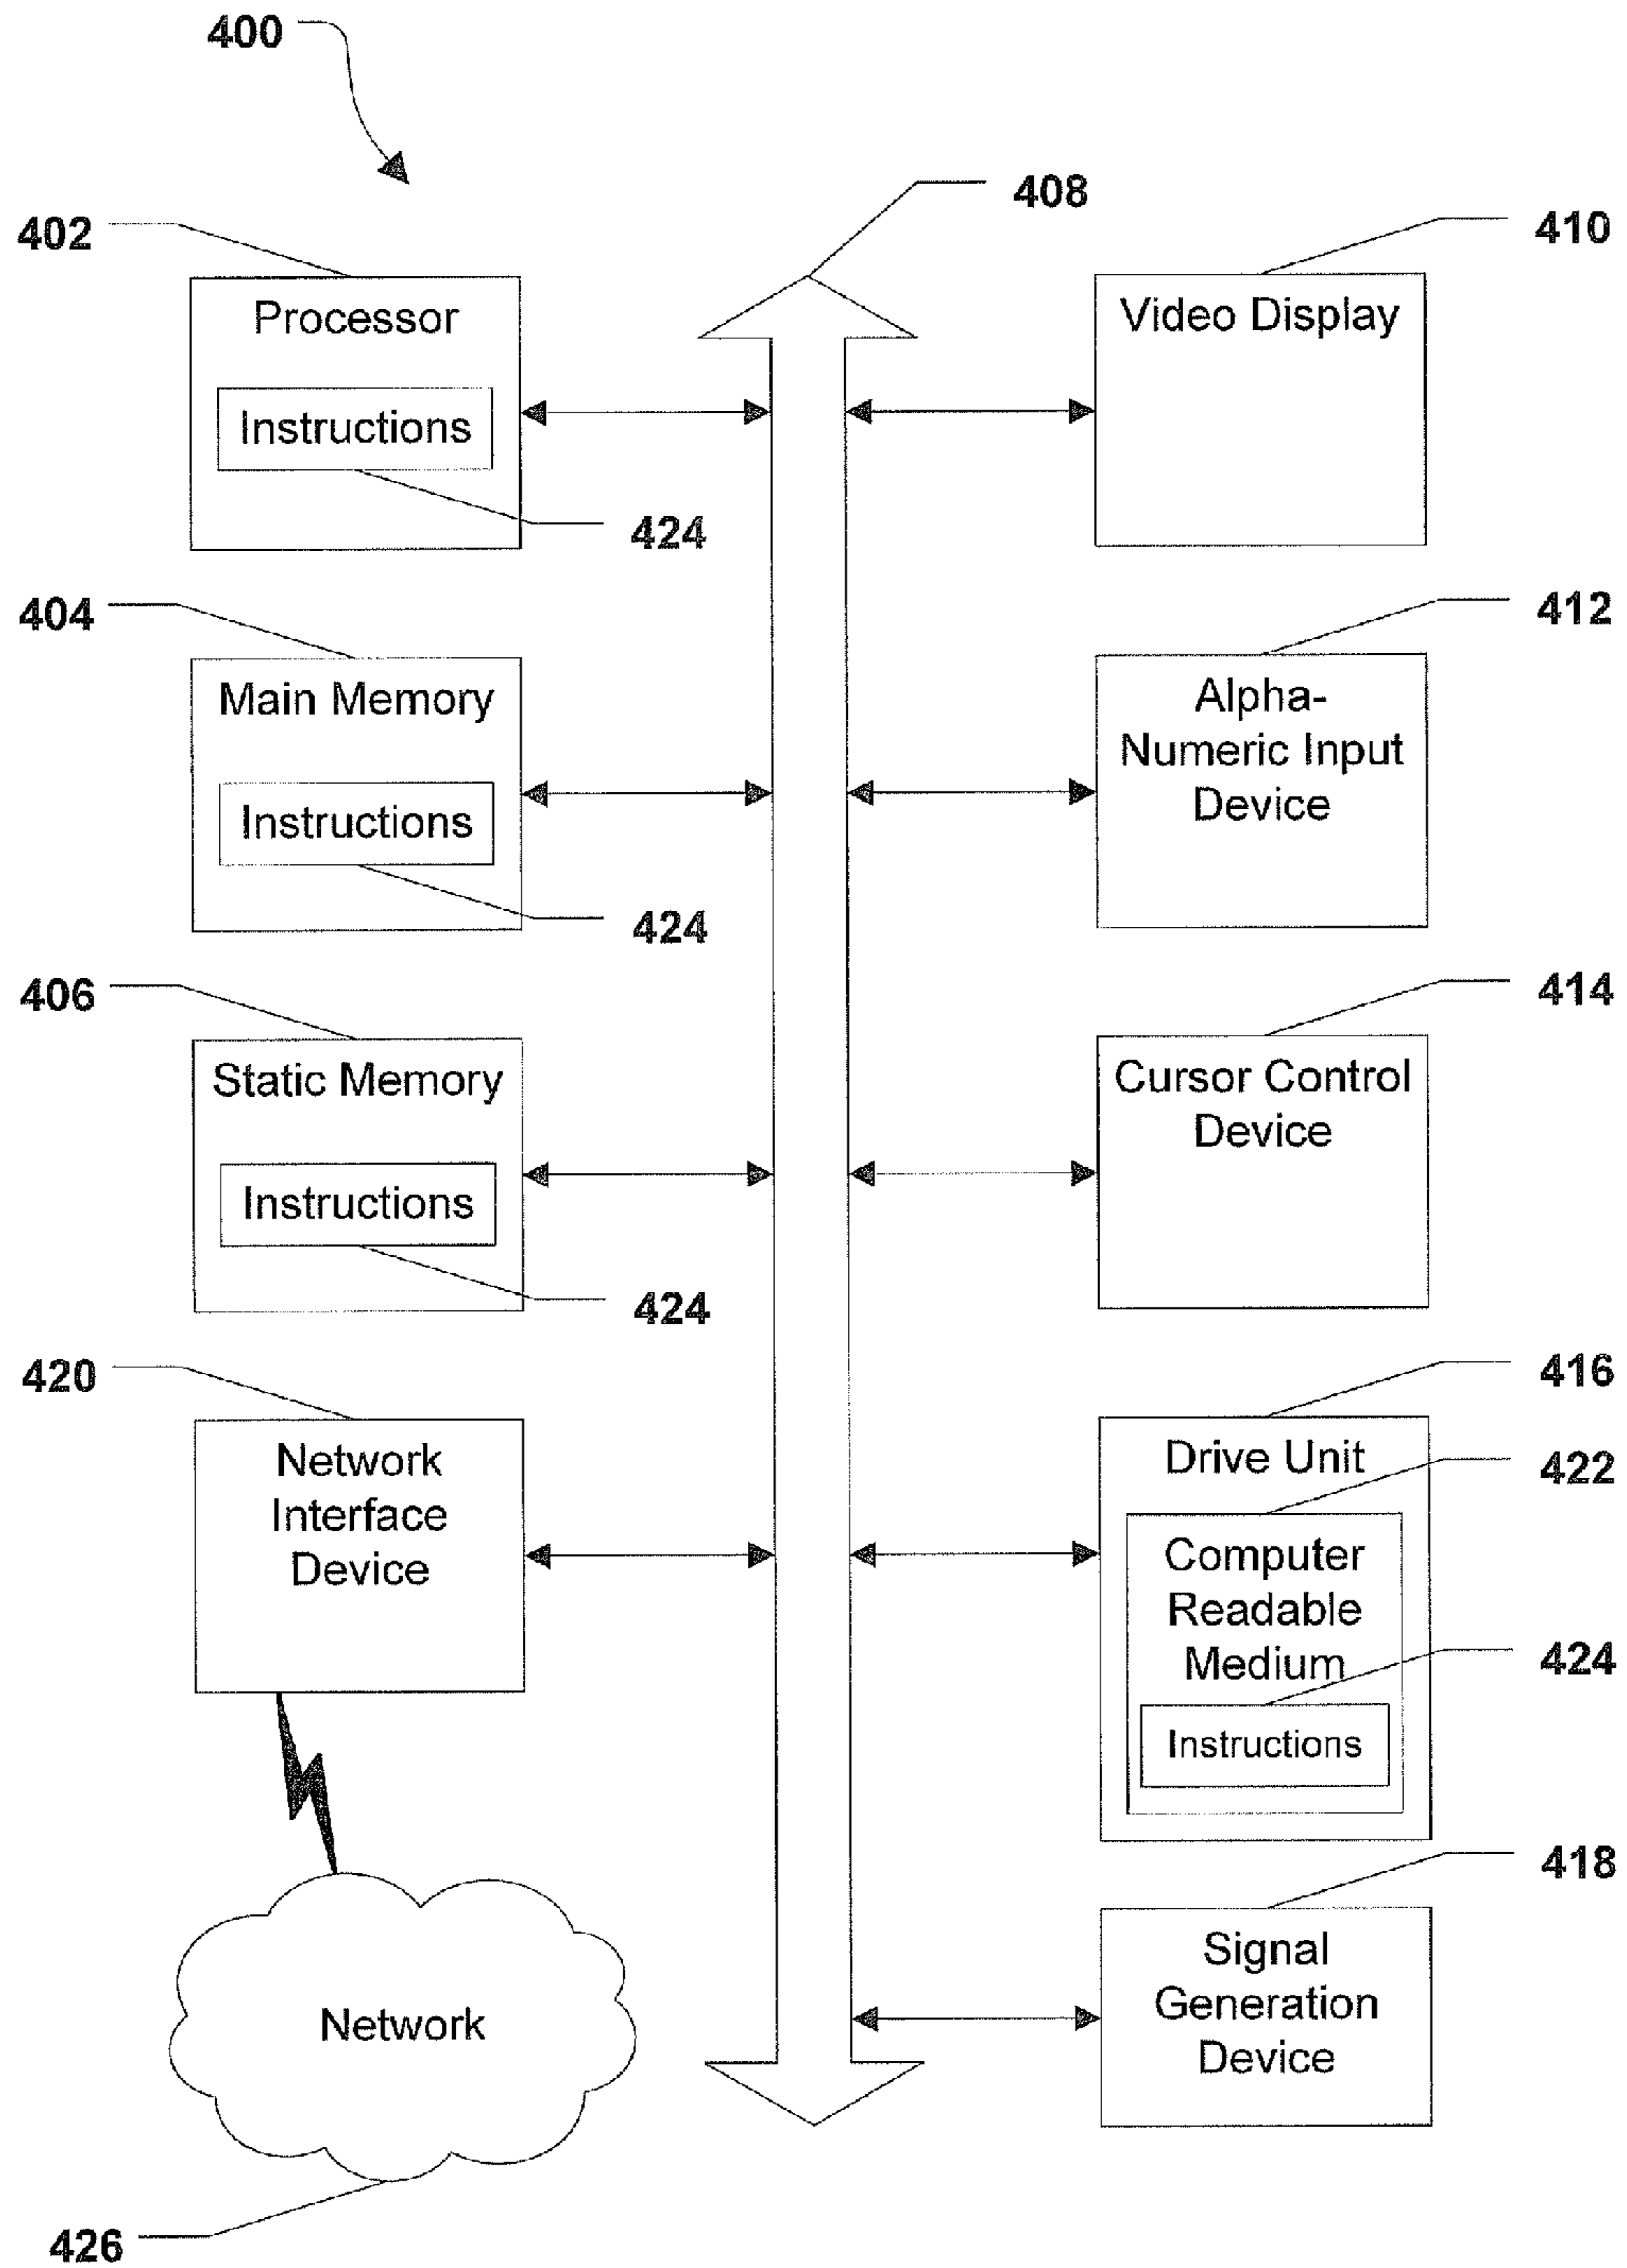 400
408
402
410
Processor
Video Display
Instructions
424
404
412
Main Memory
Alpha-
Numeric Input
Device
Instructions
424
406
414
Static Memory
Cursor Control
Device
Instructions
424
420
416
Network
Interface
Device
Drive Unit
422
Computer
Readable
Medium
424
Instructions
418
Signal
Generation
Device
Network
426